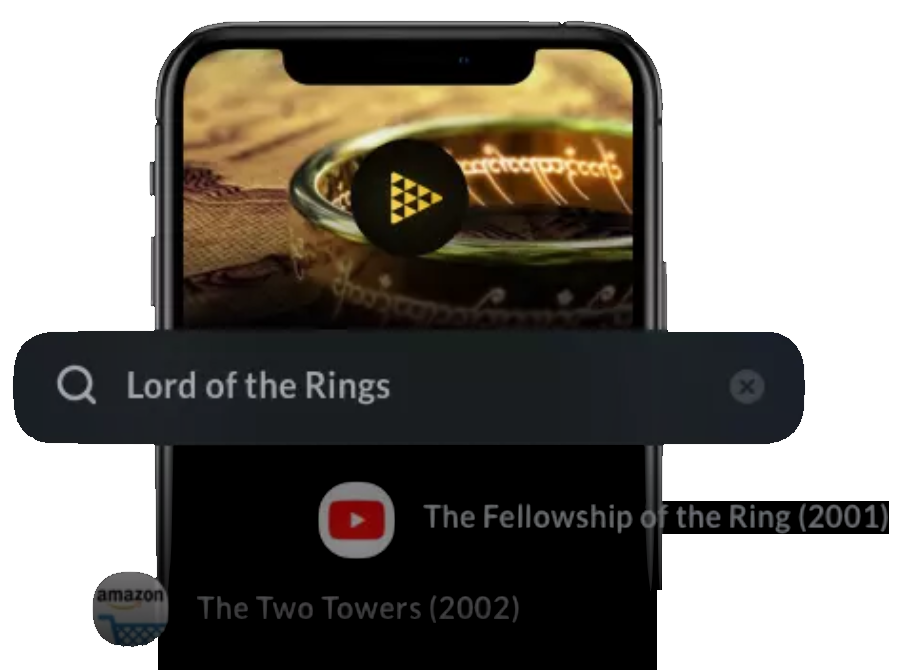 Lord of the Rings
The Fellowship of the Ring (2001)
amazon
The Two Towers (2002)